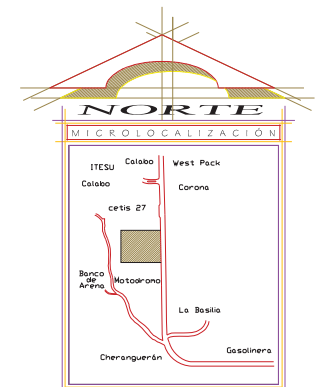 NORTE
MICROLOCALIZACIÓN
Calabo
West Pack
ITESU
Calabo
Corona
cetis 27
Banco
de
Arena
Motodromo
La Basilia
Gasolinera
Cheranguerán